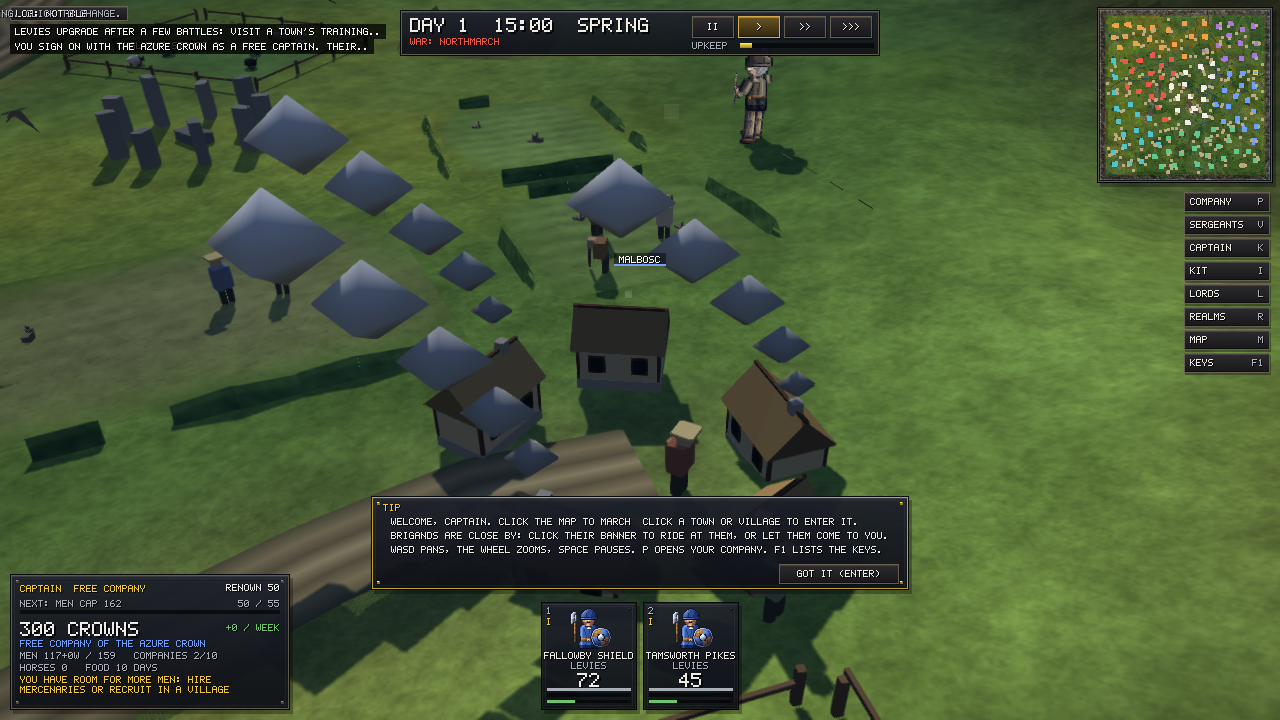 LEVIES UPGRADE AFTER A FEW BATTLES: VISIT A TOWN'S TRAINING..
YOU SIGN ON WITH THE AZURE CROWN AS A FREE CAPTAIN. THEIR..
DAY 1 15:00 SPRING
WAR: NORTHMARCH
II > >> >>>
UPKEEP
COMPANY P
SERGEANTS V
CAPTAIN K
KIT I
LORDS L
REALMS R
MAP M
KEYS F1
MALBOSC
TIP
WELCOME, CAPTAIN. CLICK THE MAP TO MARCH CLICK A TOWN OR VILLAGE TO ENTER IT.
BRIGANDS ARE CLOSE BY: CLICK THEIR BANNER TO RIDE AT THEM, OR LET THEM COME TO YOU.
WASD PANS, THE WHEEL ZOOMS, SPACE PAUSES. P OPENS YOUR COMPANY. F1 LISTS THE KEYS.
GOT IT (ENTER)
CAPTAIN FREE COMPANY RENOWN 50
NEXT: MEN CAP 162 50 / 55
300 CROWNS +0 / WEEK
FREE COMPANY OF THE AZURE CROWN
MEN 117+0W / 159 COMPANIES 2/10
HORSES 0 FOOD 10 DAYS
YOU HAVE ROOM FOR MORE MEN: HIRE
MERCENARIES OR RECRUIT IN A VILLAGE
1
I
FALLOWBY SHIELD
LEVIES
72
2
I
TAMSWORTH PIKES
LEVIES
45